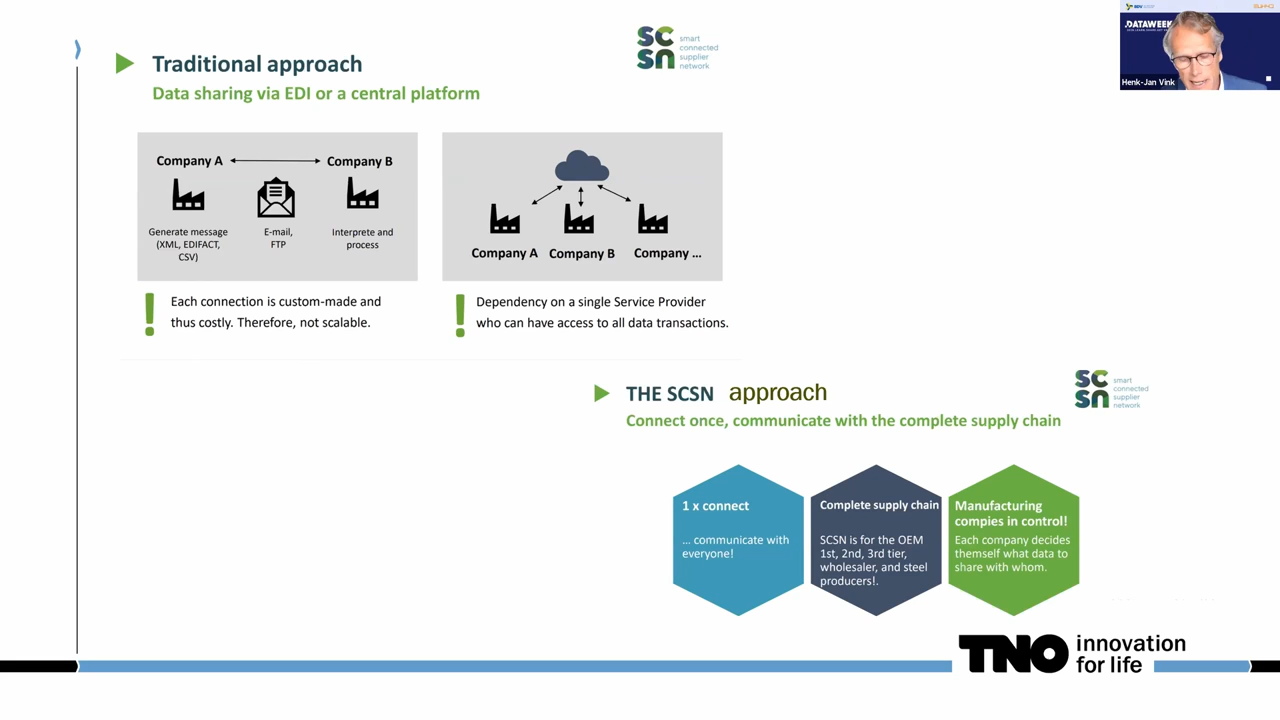 Traditional approach
Data sharing via EDI or a central platform
SC
SN
smart
connected
supplier
network
Company A
Company B
Generate message
(XML, EDIFACT,
CSV)
E-mail,
FTP
Interprete and
process
Company A
Company B
Company ...
Each connection is custom-made and
thus costly. Therefore, not scalable.
Dependency on a single Service Provider
who can have access to all data transactions.
THE SCSN approach
Connect once, communicate with the complete supply chain
SC
SN
smart
connected
supplier
network
1 x connect
... communicate with
everyone!
Complete supply chain
SCSN is for the OEM
1st, 2nd, 3rd tier,
wholesaler, and steel
producers!.
Manufacturing
compies in control!
Each company decides
themself what data to
share with whom.
TNO innovation
for life
DATAWEEK
Henk-Jan Vink